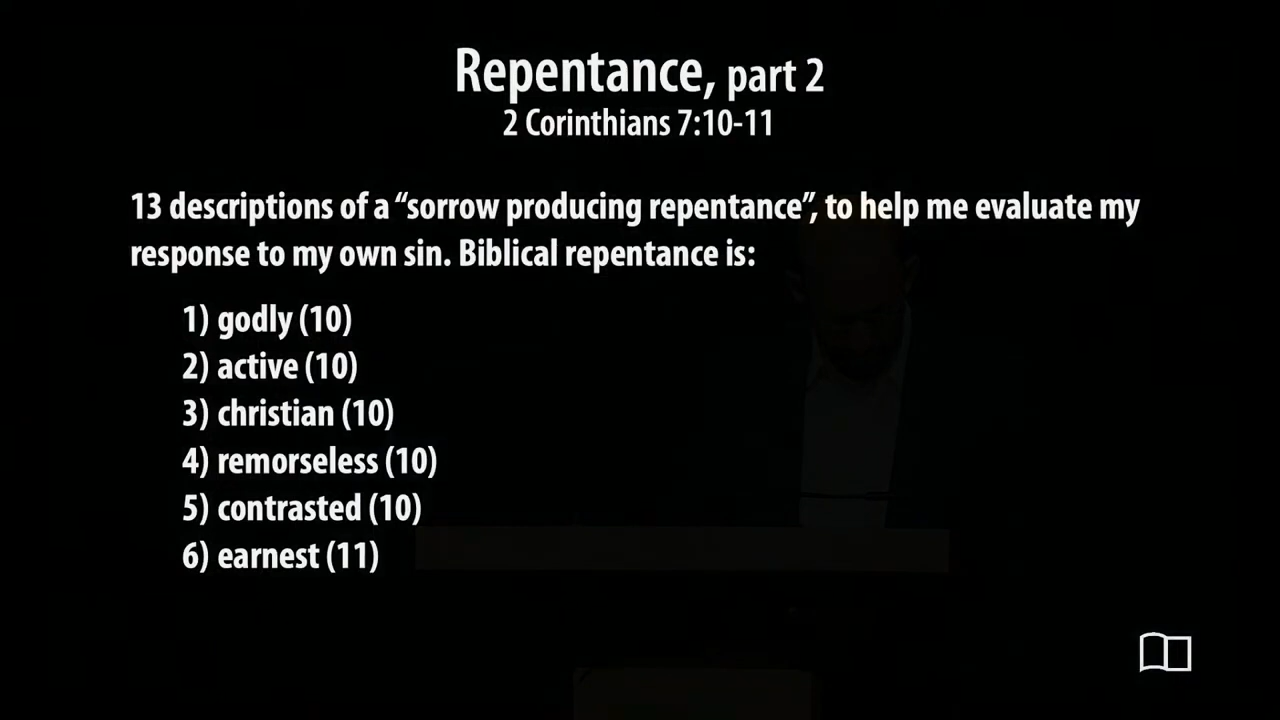 Repentance, part 2
2 Corinthians 7:10-11
13 descriptions of a “sorrow producing repentance”, to help me evaluate my
response to my own sin. Biblical repentance is:
1) godly (10)
2) active (10)
3) christian (10)
4) remorseless (10)
5) contrasted (10)
6) earnest (11)